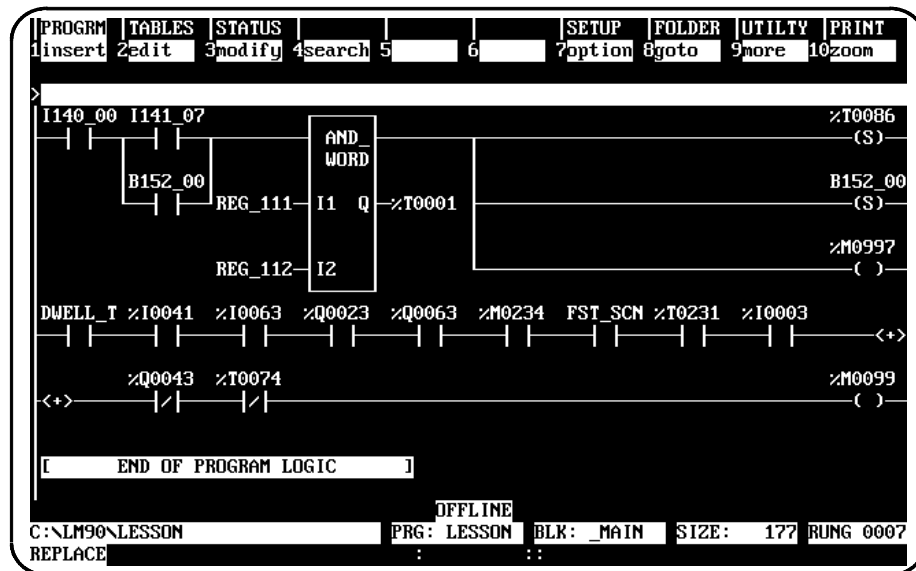 PROGRM TABLES STATUS SETUP FOLDER UTILTY PRINT
1insert 2edit 3modify 4search 5 6 7option 8goto 9more 10zoom
>
I140_00 I141_07 %T0086
AND_ (S)
WORD
B152_00 B152_00
REG_111 I1 Q %T0001 (S)
%M0997
REG_112 I2 ( )
DWELL_T %I0041 %I0063 %Q0023 %Q0063 %M0234 FST_SCN %T0231 %I0003
<+>
%Q0043 %T0074 %M0099
<+> ( )
[ END OF PROGRAM LOGIC ]
OFFLINE
C:\LM90\LESSON PRG: LESSON BLK: _MAIN SIZE: 177 RUNG 0007
REPLACE : ::